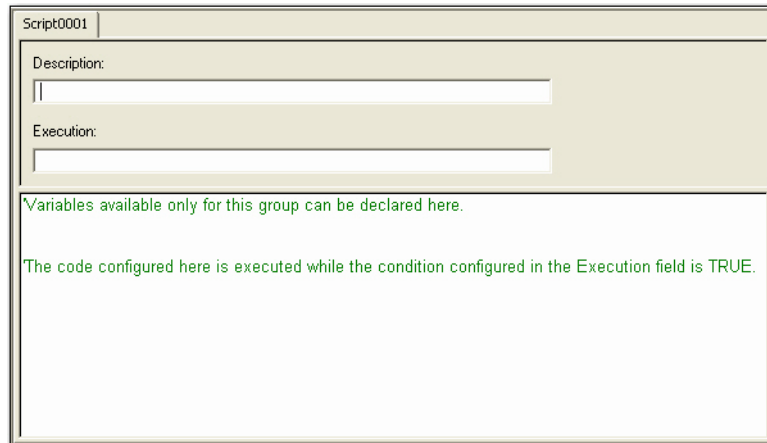 Script0001
Description:
Execution:
'Variables available only for this group can be declared here.
'The code configured here is executed while the condition configured in the Execution field is TRUE.